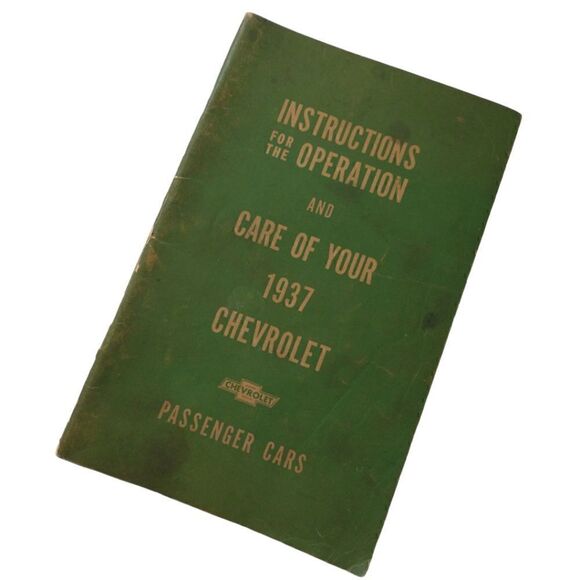 INSTRUCTIONS
FOR THE OPERATION
AND
CARE OF YOUR
1937
CHEVROLET
CHEVROLET
PASSENGER CARS